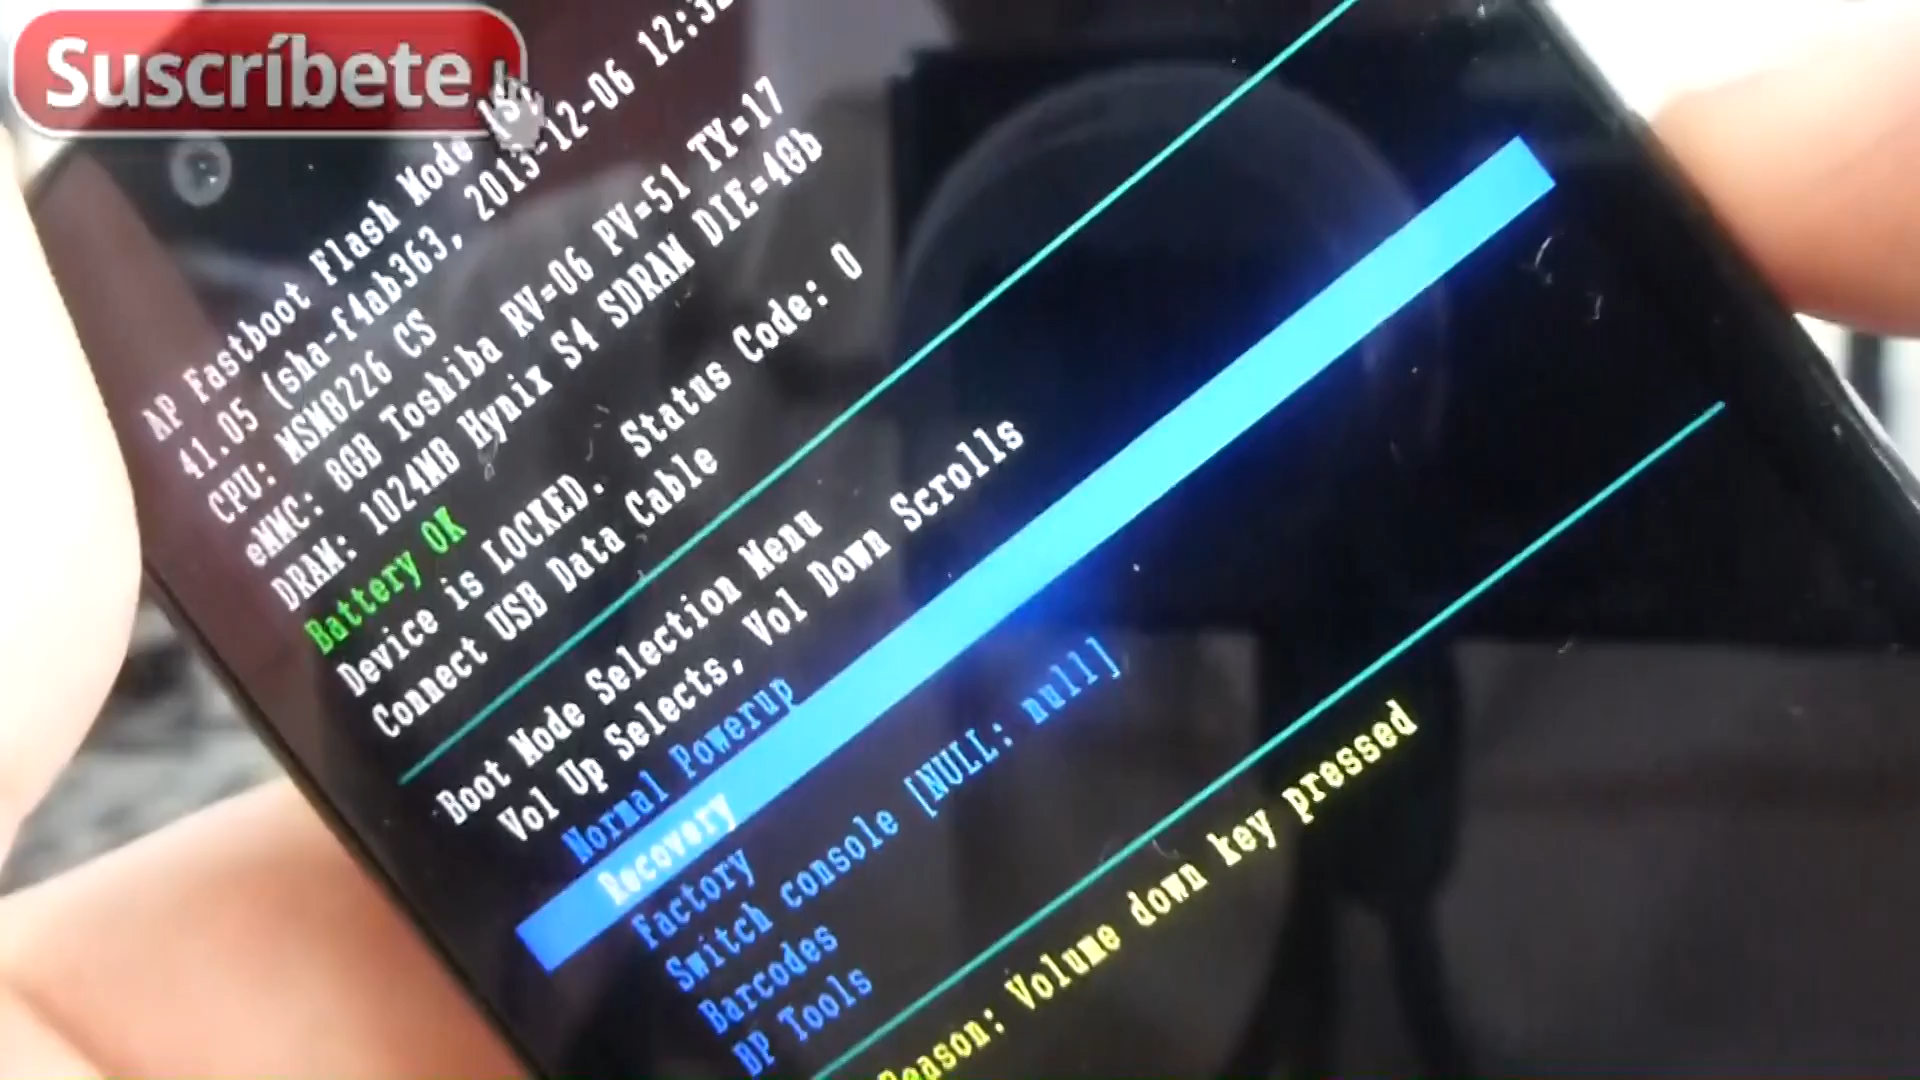 Suscríbete
AP Fastboot Flash Mode (S)
41.05 (sha-f4ab363, 2013-12-06 12:32
CPU: MSM8226 CS
eMMC: 8GB Toshiba RV=06 PV=51 TY=17
DRAM: 1024MB Hynix S4 SDRAM DIE=4Gb
Battery OK
Device is LOCKED. Status Code: 0
Connect USB Data Cable
Boot Mode Selection Menu
Vol Up Selects, Vol Down Scrolls
Normal Powerup
Recovery
Factory
Switch console [NULL: null]
Barcodes
BP Tools
Reason: Volume down key pressed